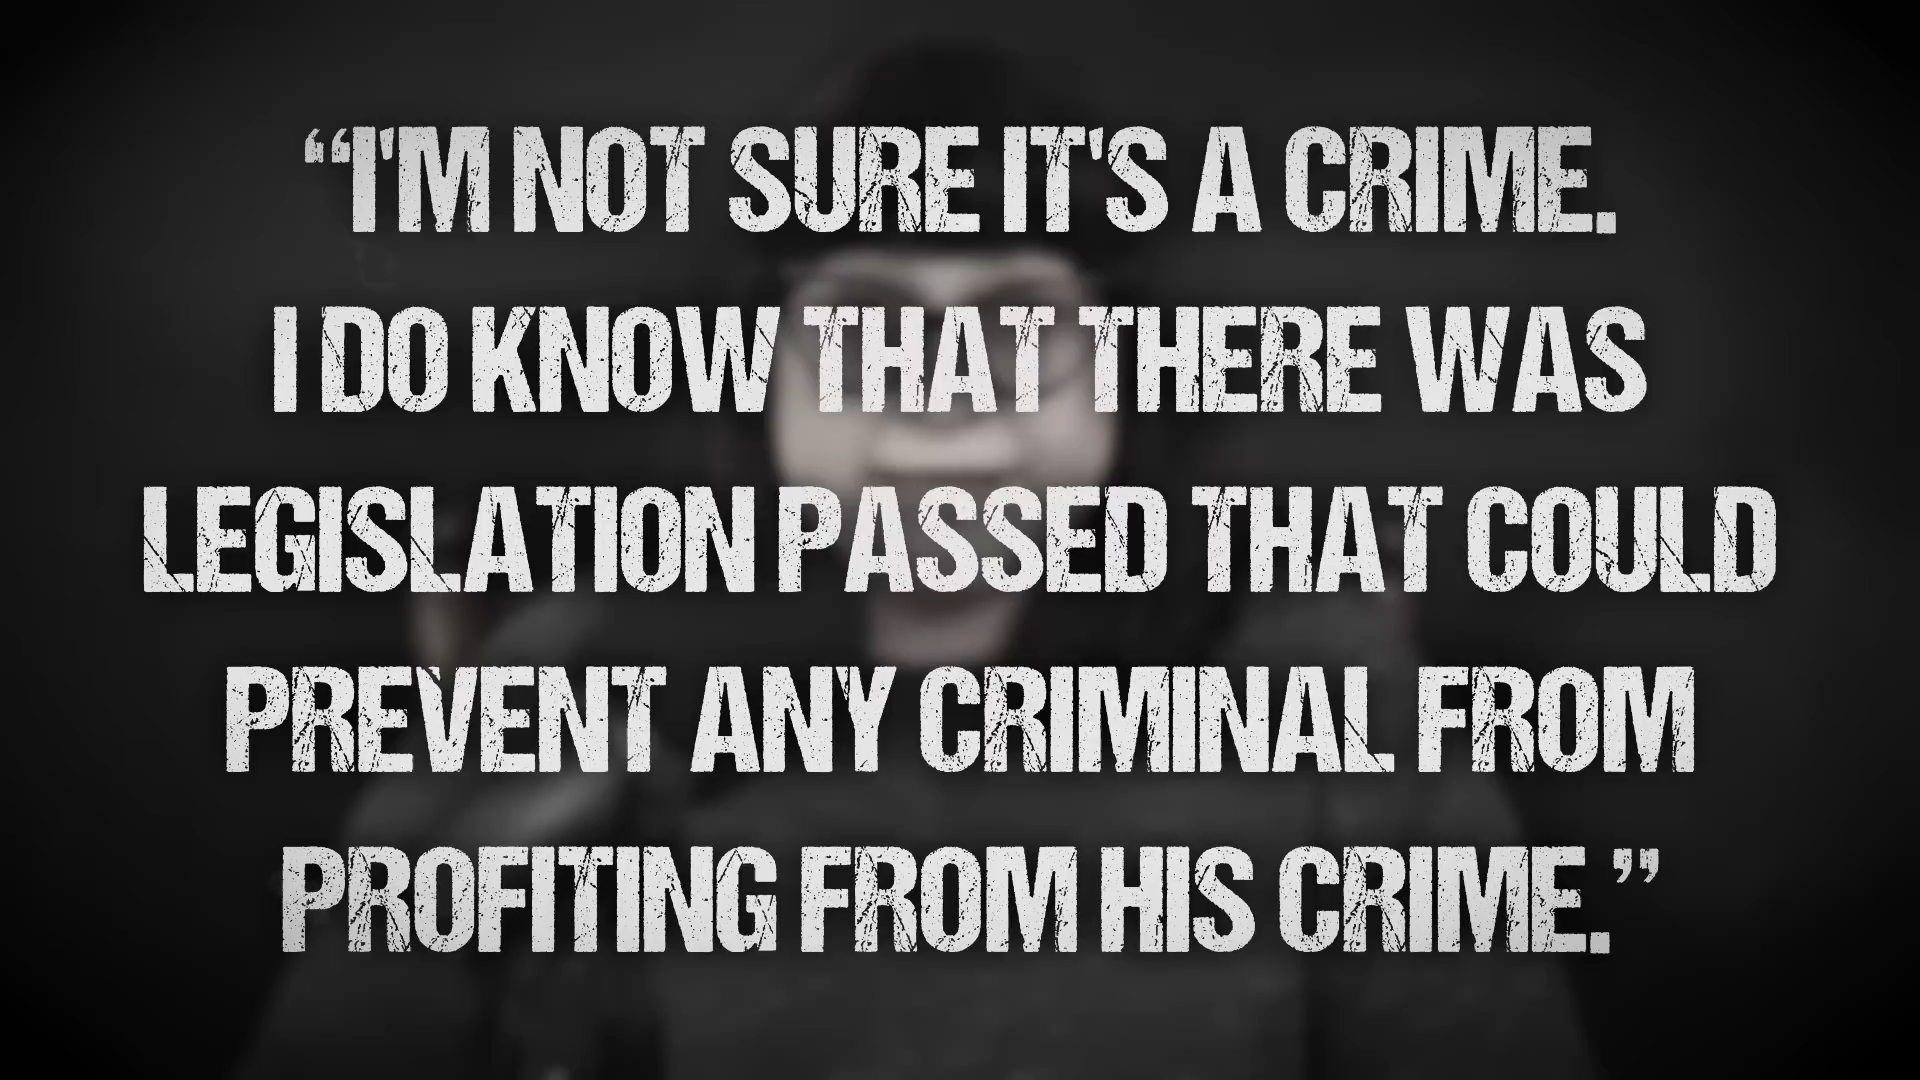 “I'M NOT SURE IT'S A CRIME.
I DO KNOW THAT THERE WAS
LEGISLATION PASSED THAT COULD
PREVENT ANY CRIMINAL FROM
PROFITING FROM HIS CRIME.”